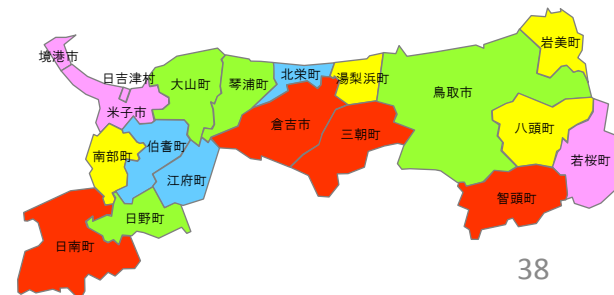 境港市
日吉津村
米子市
大山町
琴浦町
北栄町
湯梨浜町
鳥取市
岩美町
南部町
伯耆町
江府町
倉吉市
三朝町
八頭町
若桜町
智頭町
日野町
日南町
38